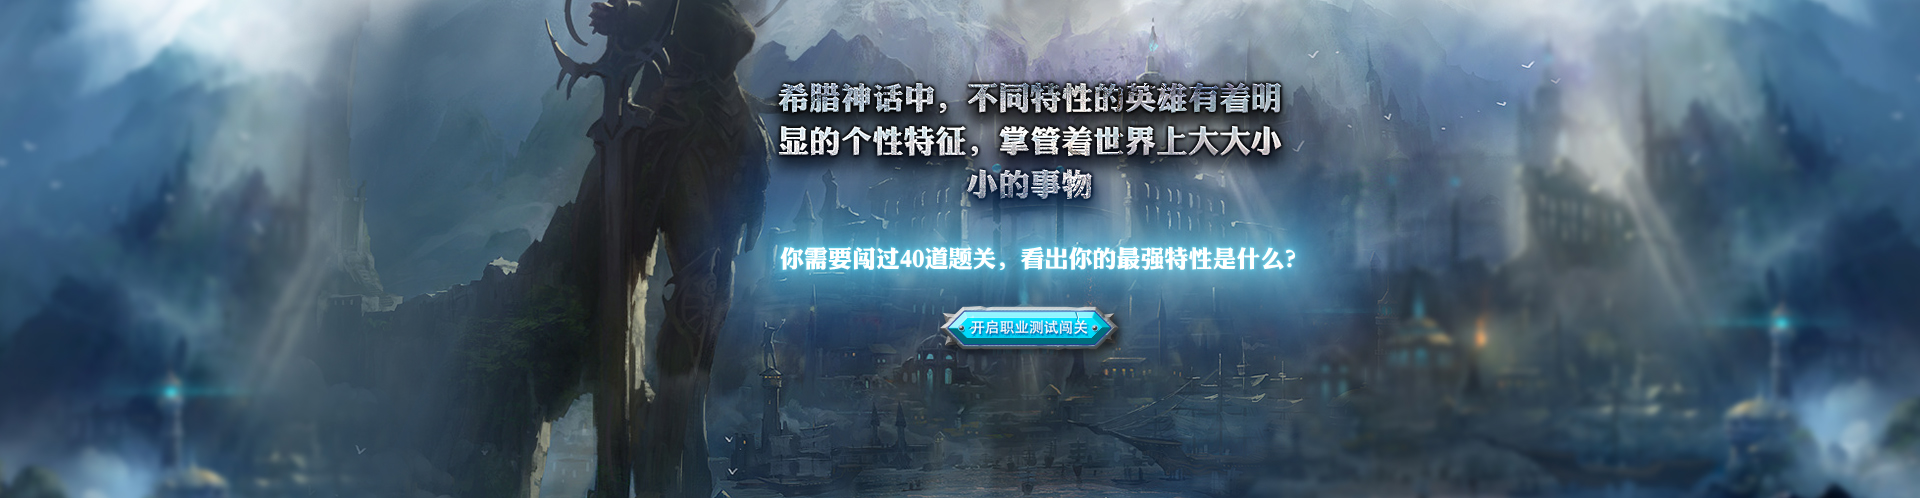 希腊神话中，不同特性的英雄有着明
显的个性特征，掌管着世界上大大小
小的事物
你需要闯过40道题关，看出你的最强特性是什么?
开启职业测试闯关